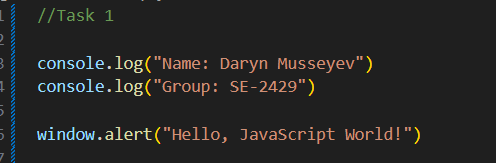 //Task 1
console.log("Name: Daryn Musseyev")
console.log("Group: SE-2429")
window.alert("Hello, JavaScript World!")